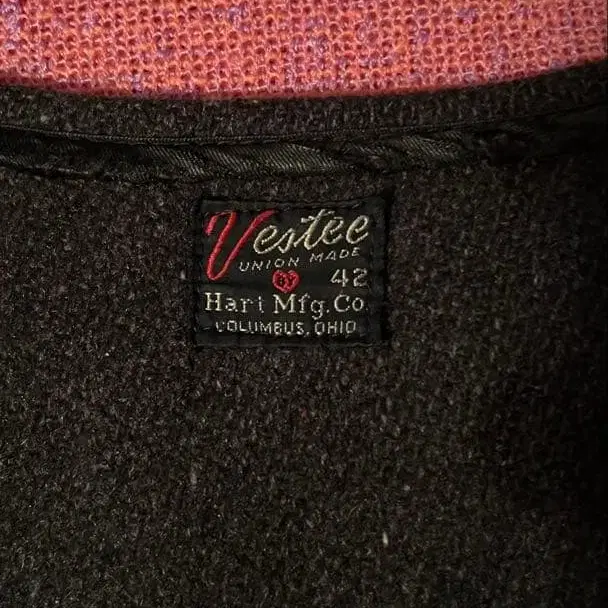 Vestee
UNION MADE
BY 42
Hart Mfg. Co.
COLUMBUS, OHIO